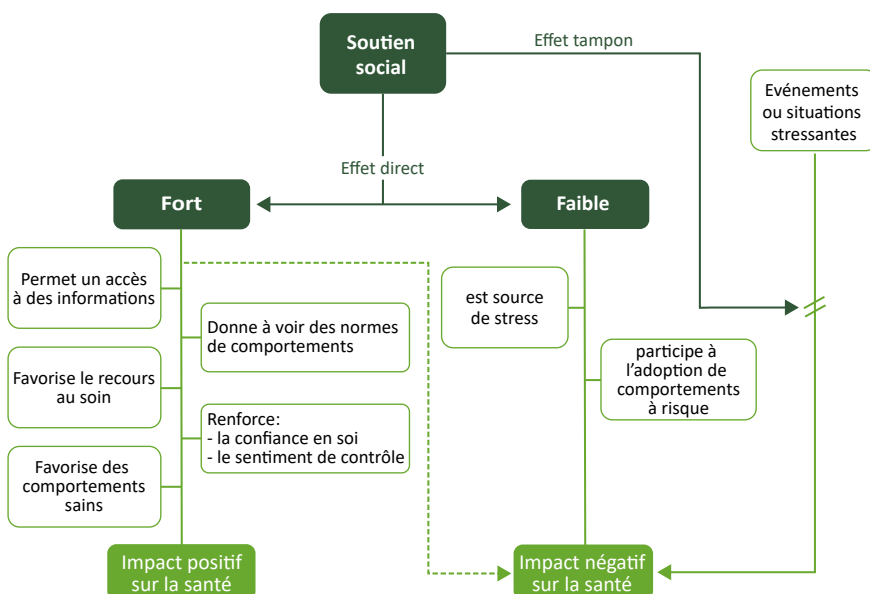 Soutien
social
Effet tampon
Evénements
ou situations
stressantes
Effet direct
Fort
Faible
Permet un accès
à des informations
est source
de stress
Donne à voir des normes
de comportements
participe à
l'adoption de
comportements
à risque
Favorise le recours
au soin
Renforce:
- la confiance en soi
- le sentiment de contrôle
Favorise des
comportements
sains
Impact positif
sur la santé
Impact négatif
sur la santé